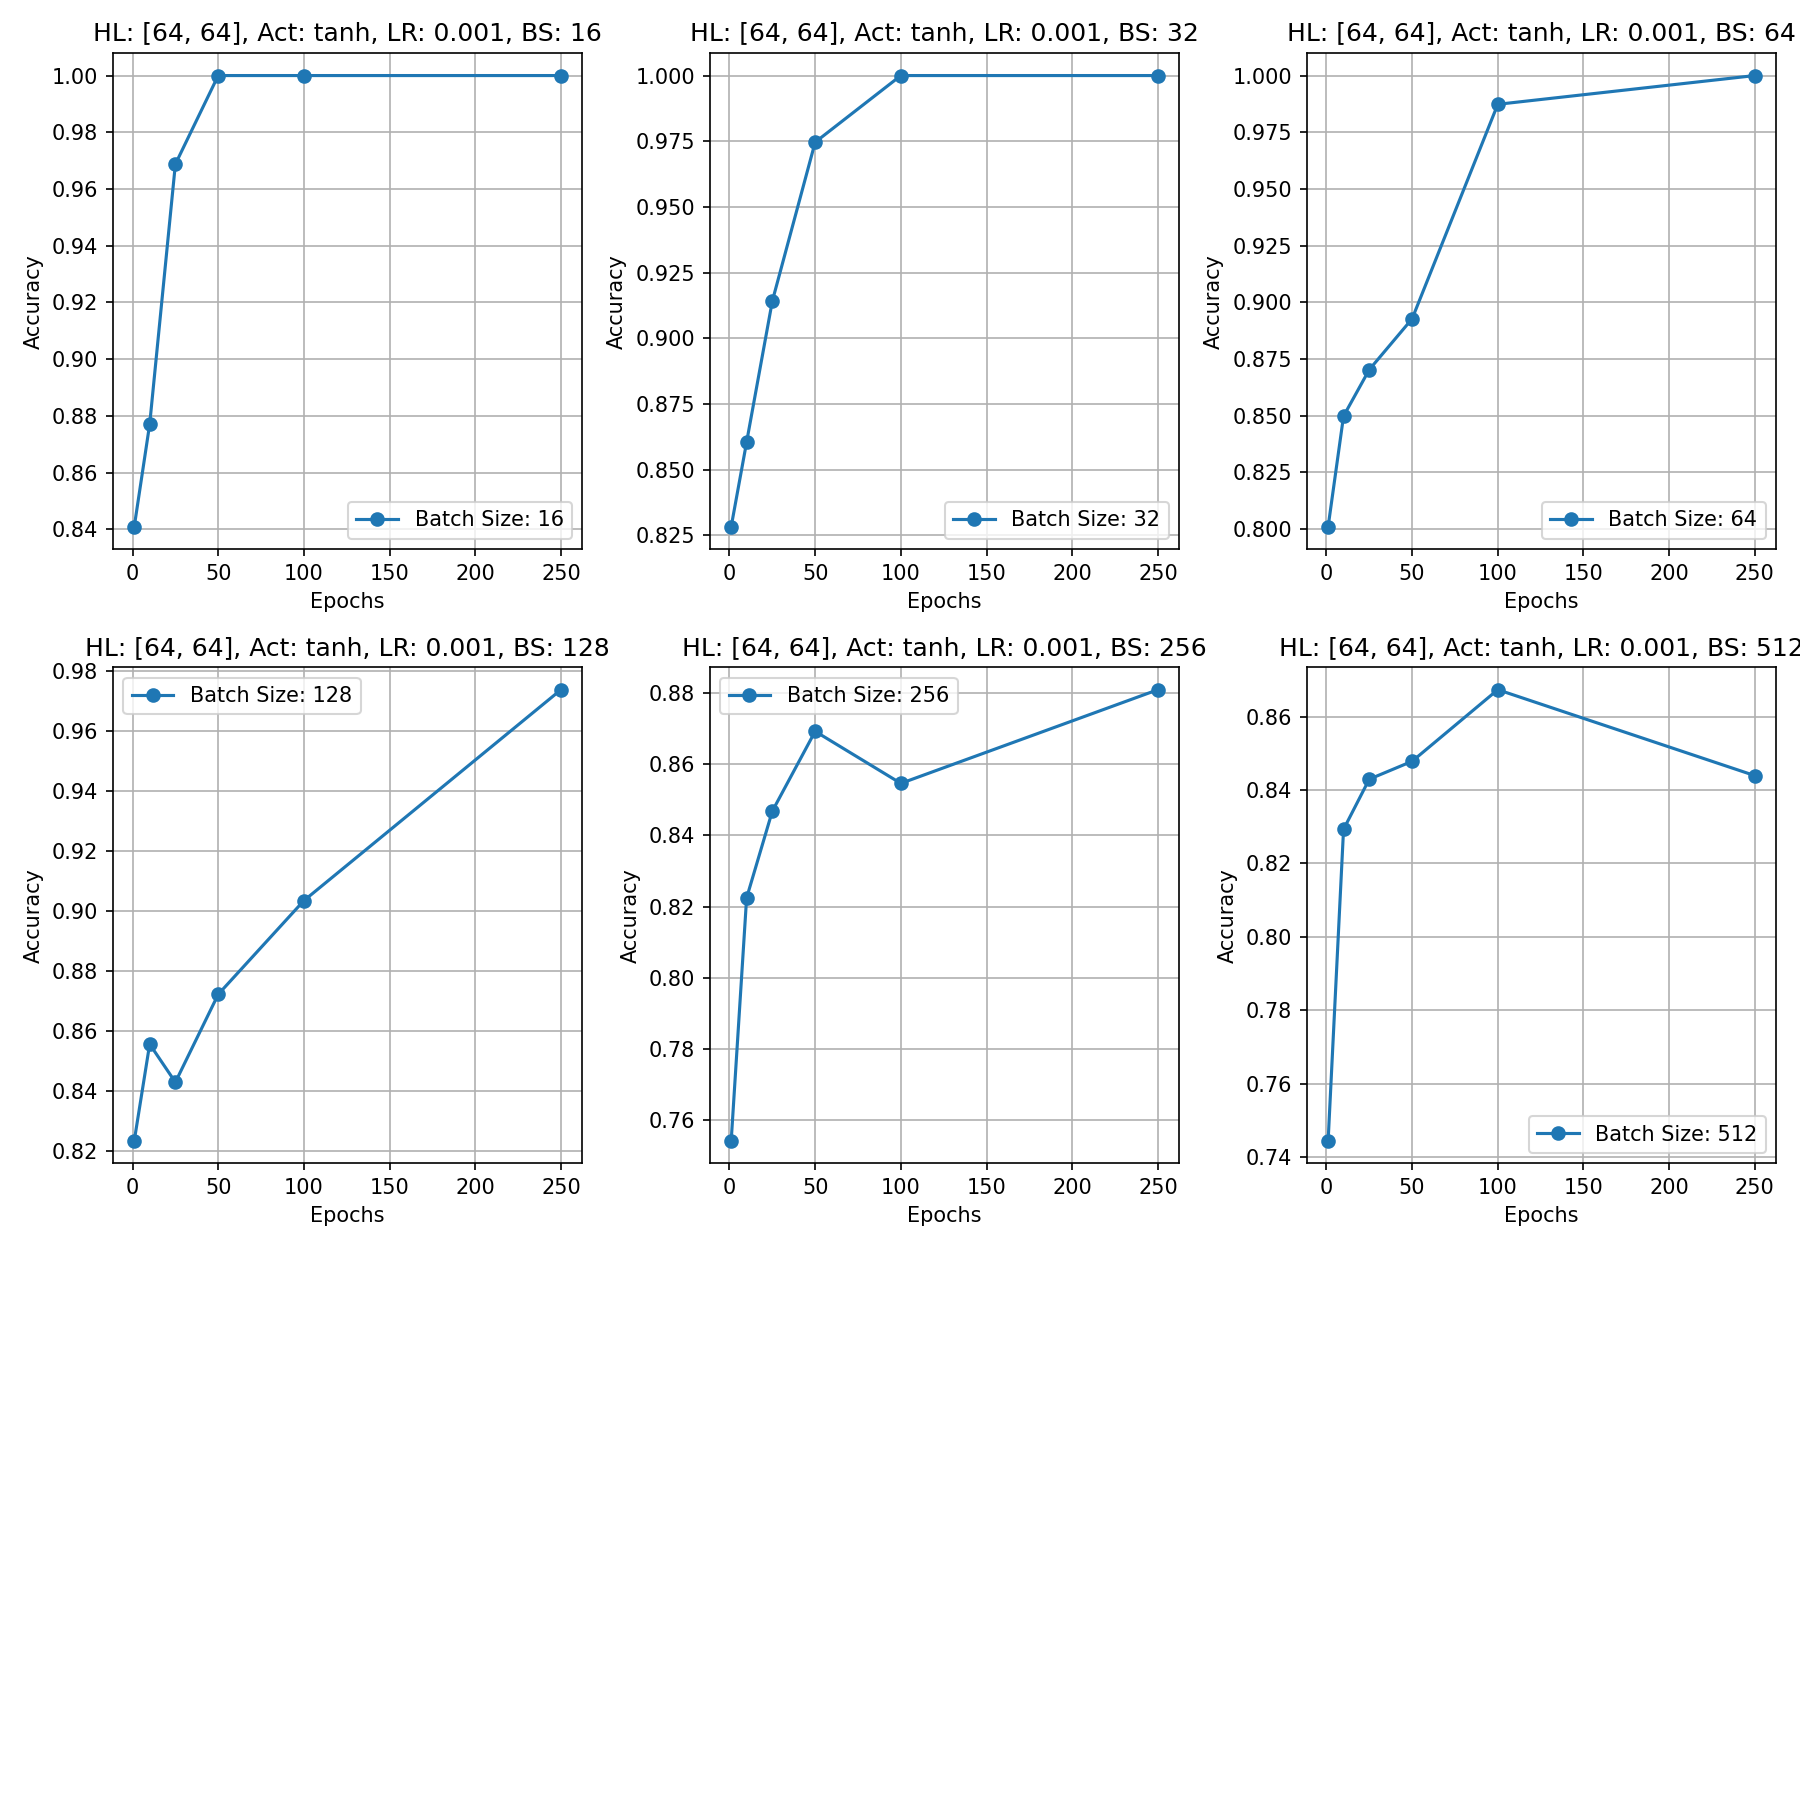 HL: [64, 64], Act: tanh, LR: 0.001, BS: 16
1.00
0.98
0.96
0.94
0.92
0.90
0.88
0.86
0.84
Accuracy
Batch Size: 16
0 50 100 150 200 250
Epochs
HL: [64, 64], Act: tanh, LR: 0.001, BS: 32
1.000
0.975
0.950
0.925
0.900
0.875
0.850
0.825
Accuracy
Batch Size: 32
0 50 100 150 200 250
Epochs
HL: [64, 64], Act: tanh, LR: 0.001, BS: 64
1.000
0.975
0.950
0.925
0.900
0.875
0.850
0.825
0.800
Accuracy
Batch Size: 64
0 50 100 150 200 250
Epochs
HL: [64, 64], Act: tanh, LR: 0.001, BS: 128
0.98
0.96
0.94
0.92
0.90
0.88
0.86
0.84
0.82
Accuracy
Batch Size: 128
0 50 100 150 200 250
Epochs
HL: [64, 64], Act: tanh, LR: 0.001, BS: 256
0.88
0.86
0.84
0.82
0.80
0.78
0.76
Accuracy
Batch Size: 256
0 50 100 150 200 250
Epochs
HL: [64, 64], Act: tanh, LR: 0.001, BS: 512
0.86
0.84
0.82
0.80
0.78
0.76
0.74
Accuracy
Batch Size: 512
0 50 100 150 200 250
Epochs